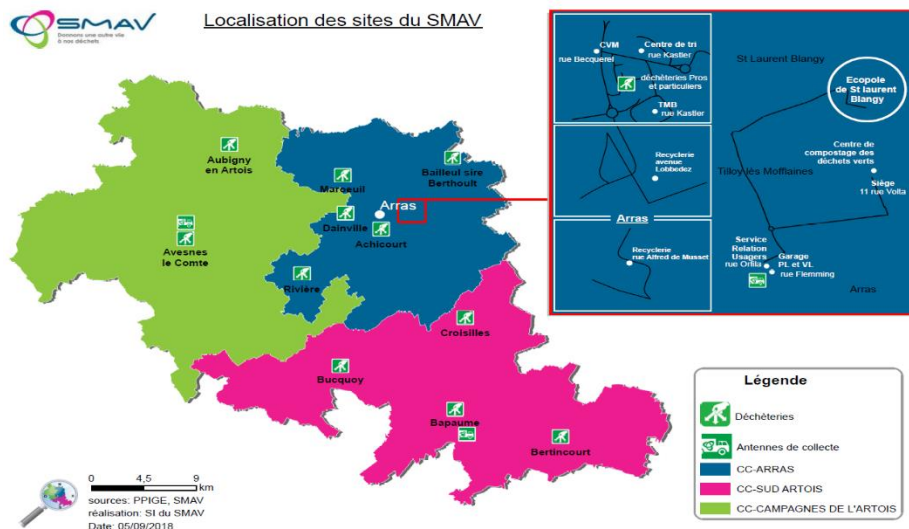 SMAV
Donnons une autre vie
à nos déchets
Localisation des sites du SMAV
CVM
rue Becquerel
Centre de tri
rue Kastler
déchèteries Pros
et particuliers
TMB
rue Kastler
Recyclerie
avenue
Lobbedez
Arras
Recyclerie
rue Alfred de Musset
St Laurent Blangy
Ecopole
de St laurent
Blangy
Centre de
compostage des
déchets verts
Tilloy lès Mofflaines
Siège
11 rue Volta
Service
Relation
Usagers
rue Orfila
Garage
PL et VL
rue Flemming
Arras
Aubigny
en Artois
Maroeuil
Bailleul sire
Berthoult
Arras
Dainville
Achicourt
Avesnes
le Comte
Rivière
Croisilles
Bucquoy
Bapaume
Bertincourt
Légende
Déchèteries
Antennes de collecte
CC-ARRAS
CC-SUD ARTOIS
CC-CAMPAGNES DE L'ARTOIS
0 4,5 9
km
sources: PPIGE, SMAV
réalisation: SI du SMAV
Date: 05/09/2018